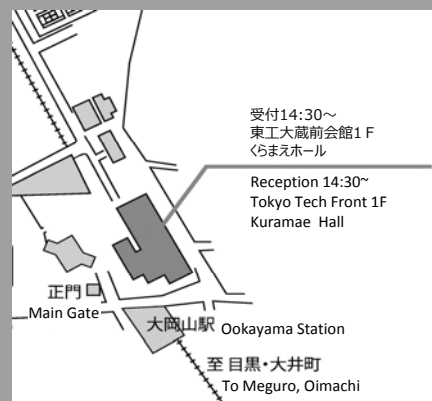 受付14:30～
東工大蔵前会館1Ｆ
くらまえホール
Reception 14:30~
Tokyo Tech Front 1F
Kuramae Hall
正門
Main Gate
大岡山駅 Ookayama Station
至 目黒・大井町
To Meguro, Oimachi